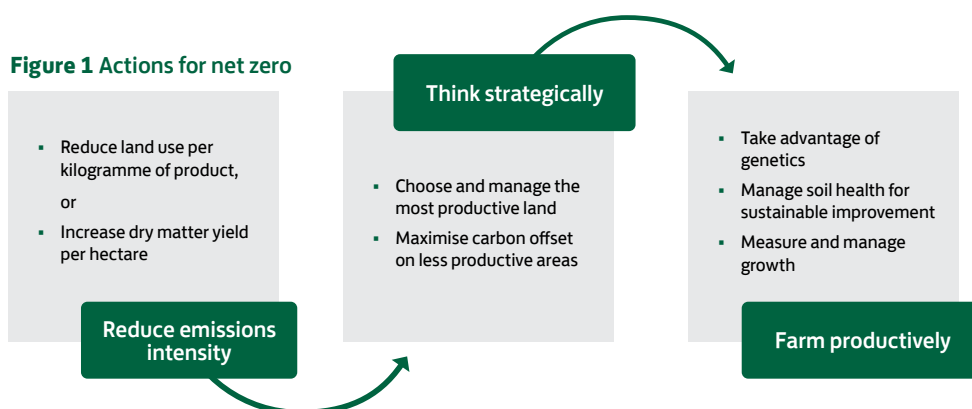 Figure 1 Actions for net zero
▪ Reduce land use per
kilogramme of product,
or
▪ Increase dry matter yield
per hectare
Reduce emissions
intensity
Think strategically
▪ Choose and manage the
most productive land
▪ Maximise carbon offset
on less productive areas
▪ Take advantage of
genetics
▪ Manage soil health for
sustainable improvement
▪ Measure and manage
growth
Farm productively